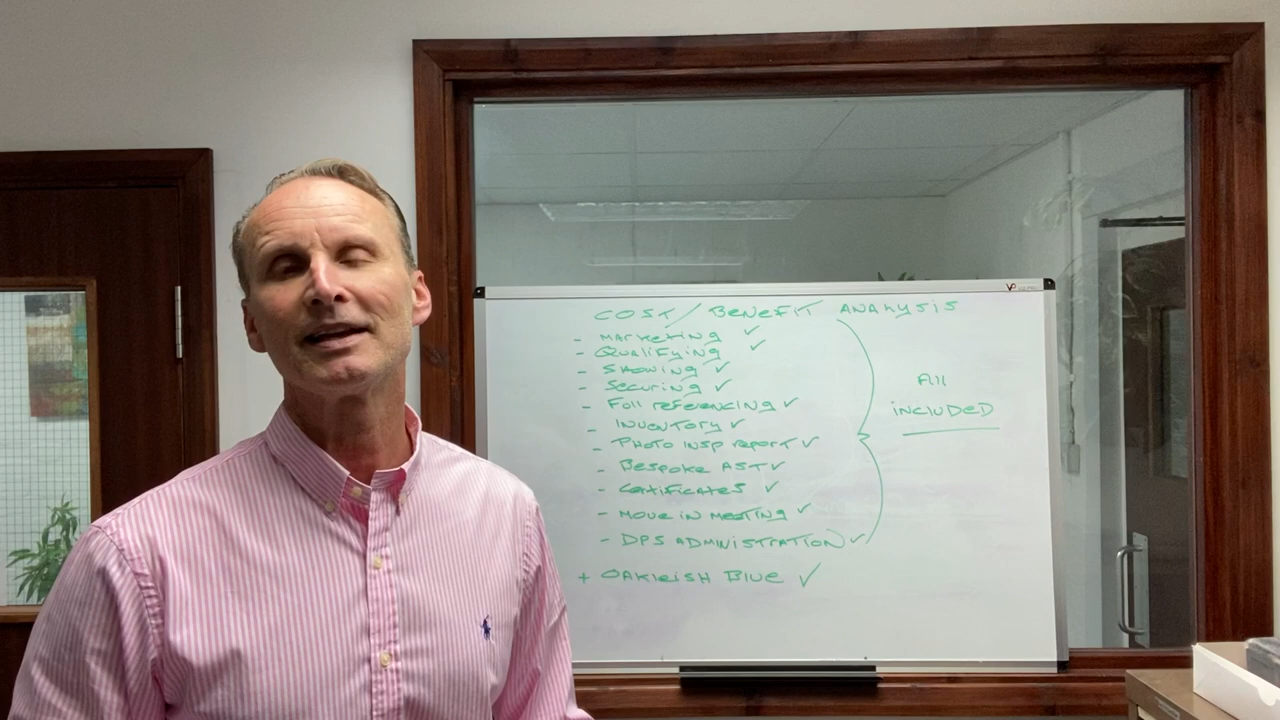 COST / BENEFIT ANALYSIS
- MARKETING ✓
- QUALIFYING ✓
- SHOWING ✓
- SECURING ✓
- FULL REFERENCING ✓
- INVENTORY ✓
- PHOTO INSP REPORT ✓
- BESPOKE AST ✓
- CERTIFICATES ✓
- MOVE IN MEETING ✓
- DPS ADMINISTRATION ✓
All
INCLUDED
+ OAKLEISH BLUE ✓